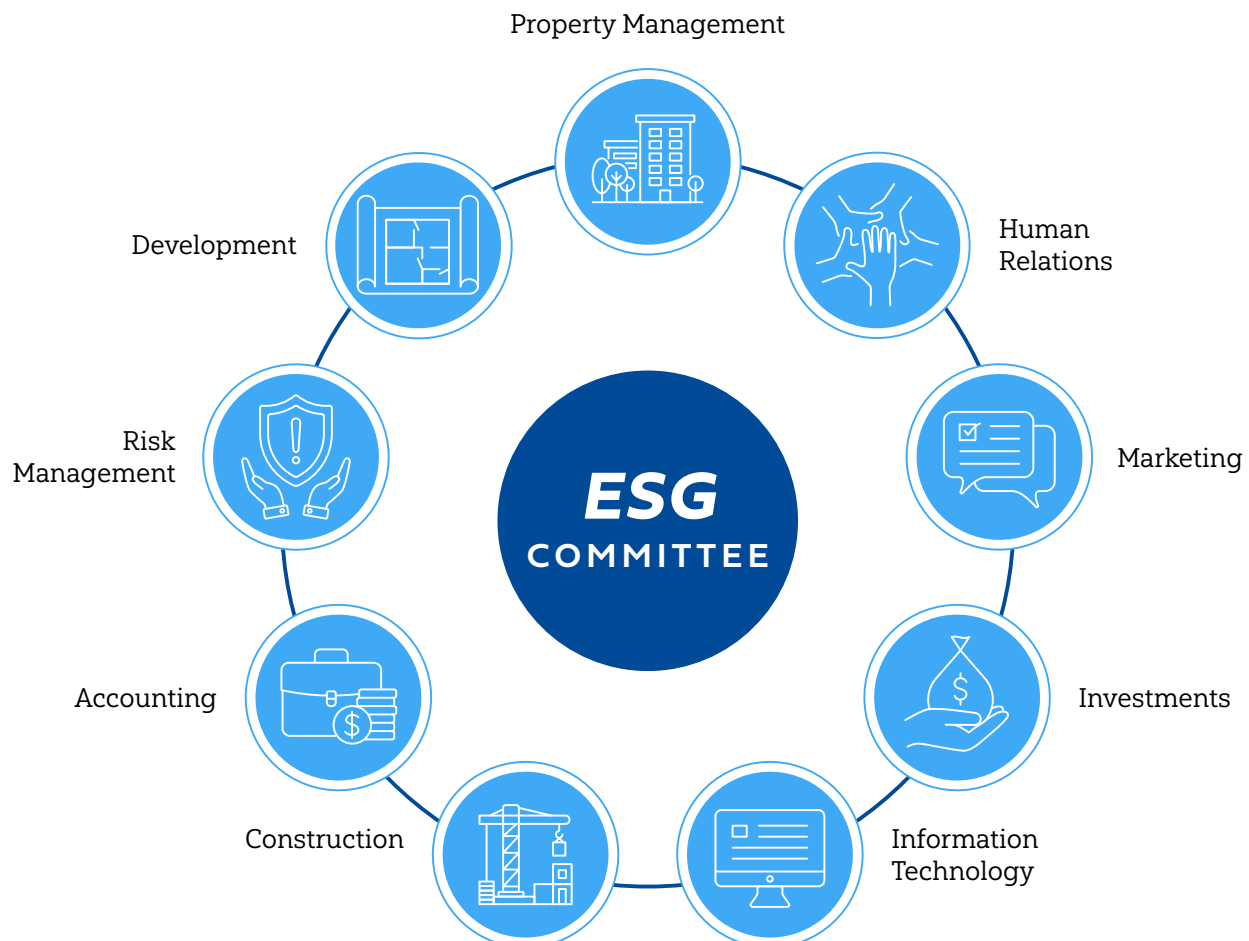 Property Management
Development
Human
Relations
Risk
Management
Marketing
ESG
COMMITTEE
Accounting
$
$
Investments
Construction
Information
Technology